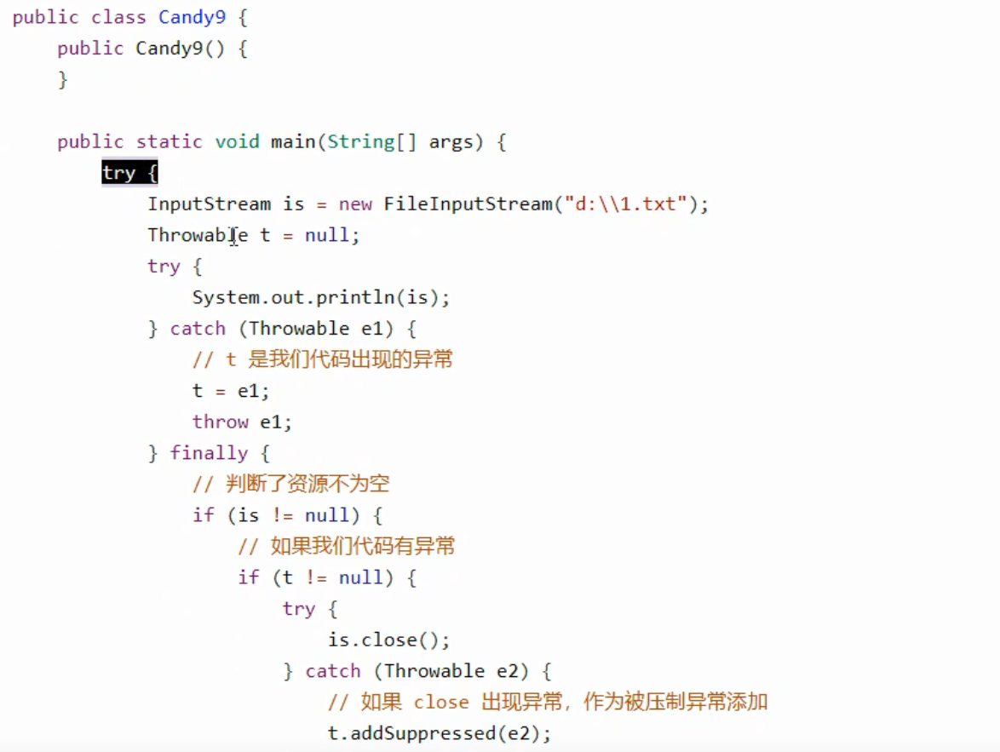 public class Candy9 {
    public Candy9() {
    }

    public static void main(String[] args) {
        try {
            InputStream is = new FileInputStream("d:\\1.txt");
            Throwable t = null;
            try {
                System.out.println(is);
            } catch (Throwable e1) {
                // t 是我们代码出现的异常
                t = e1;
                throw e1;
            } finally {
                // 判断了资源不为空
                if (is != null) {
                    // 如果我们代码有异常
                    if (t != null) {
                        try {
                            is.close();
                        } catch (Throwable e2) {
                            // 如果 close 出现异常，作为被压制异常添加
                            t.addSuppressed(e2);